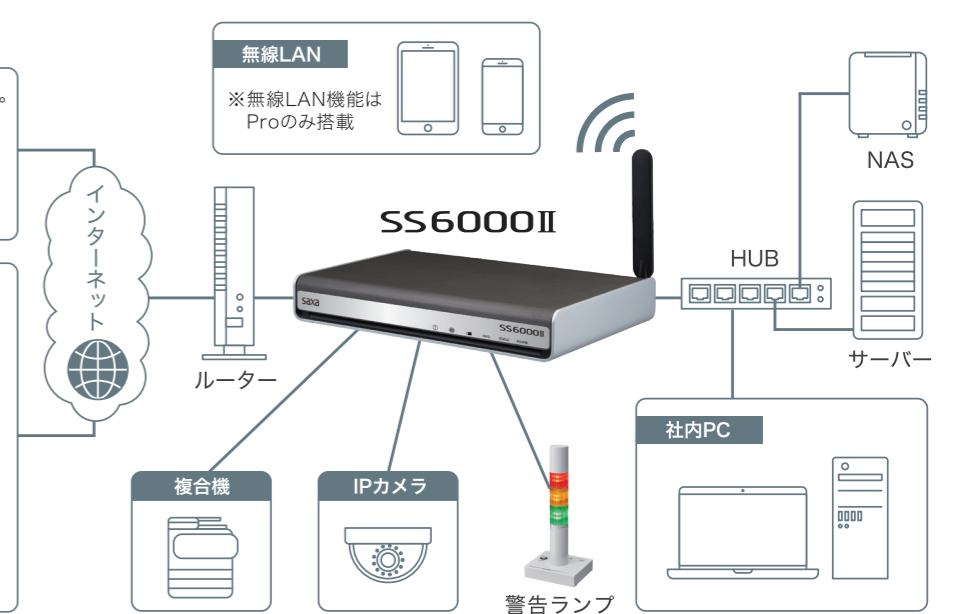 無線LAN
※無線LAN機能は
Proのみ搭載
。
インターネット
ルーター
SS6000Ⅱ
saxa
SS6000Ⅱ
HUB
NAS
サーバー
社内PC
複合機
IPカメラ
警告ランプ